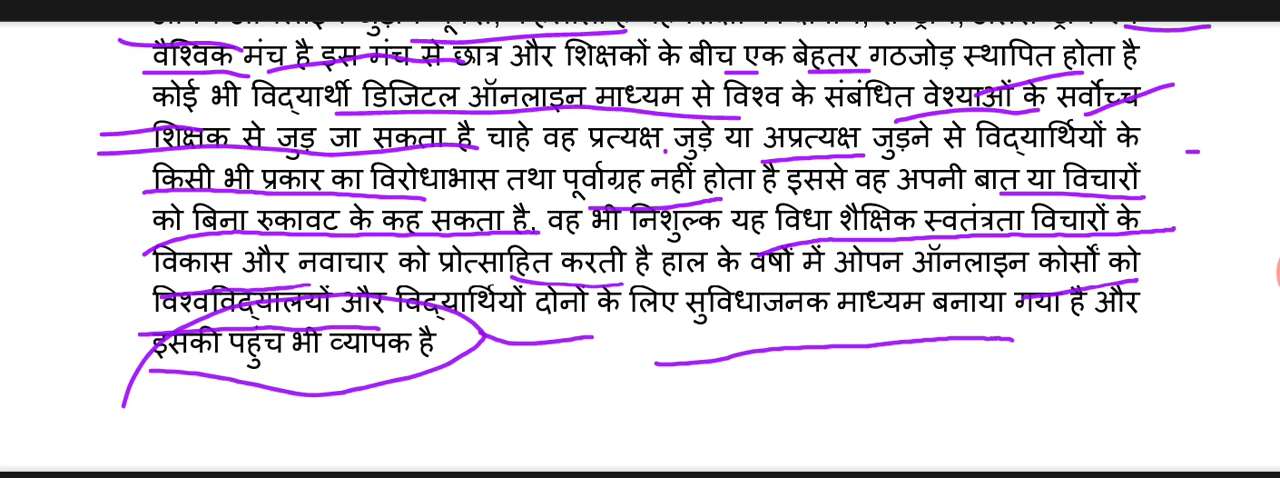 वैश्विक मंच है इस मंच से छात्र और शिक्षकों के बीच एक बेहतर गठजोड़ स्थापित होता है
कोई भी विद्यार्थी डिजिटल ऑनलाइन माध्यम से विश्व के संबंधित वेश्याओं के सर्वोच्च
शिक्षक से जुड़ जा सकता है चाहे वह प्रत्यक्ष जुड़े या अप्रत्यक्ष जुड़ने से विद्यार्थियों के
किसी भी प्रकार का विरोधाभास तथा पूर्वाग्रह नहीं होता है इससे वह अपनी बात या विचारों
को बिना रुकावट के कह सकता है. वह भी निशुल्क यह विधा शैक्षिक स्वतंत्रता विचारों के
विकास और नवाचार को प्रोत्साहित करती है हाल के वर्षों में ओपन ऑनलाइन कोर्सों को
विश्वविद्यालयों और विद्यार्थियों दोनों के लिए सुविधाजनक माध्यम बनाया गया है और
इसकी पहुंच भी व्यापक है